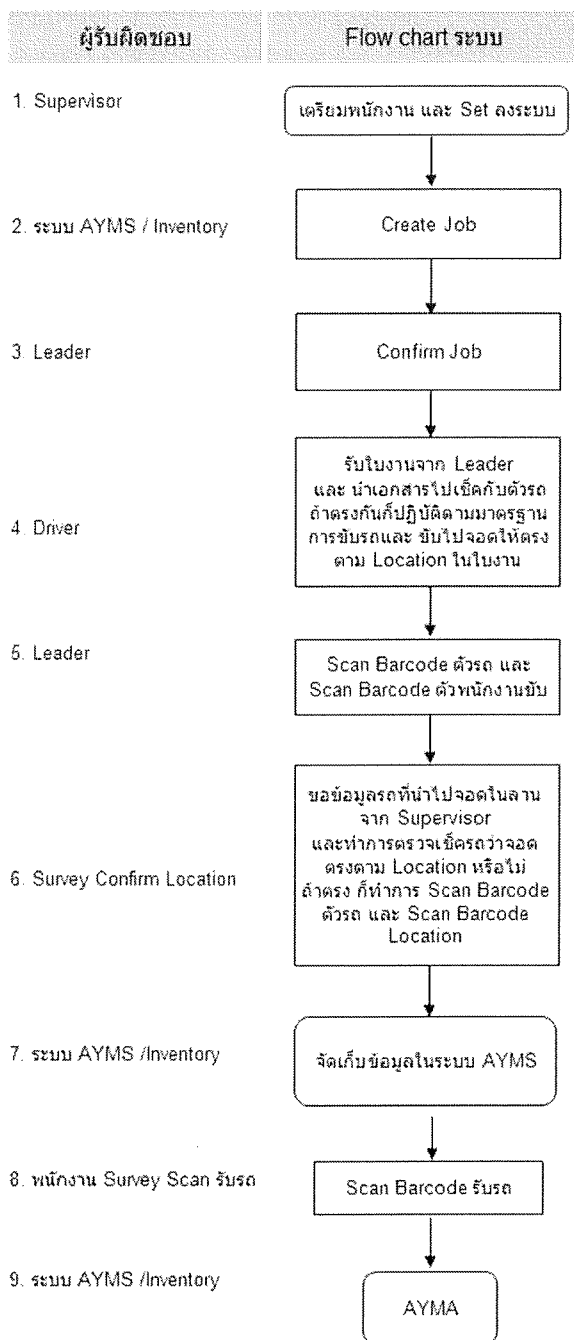 ผู้รับผิดชอบ
Flow chart ระบบ
1. Supervisor
เตรียมพนักงาน และ Set ลงระบบ
2. ระบบ AYMS / Inventory
Create Job
3. Leader
Confirm Job
4. Driver
รับใบงานจาก Leader
และ นำเอกสารไปเช็คกับตัวรถ
ถ้าตรงกันก็ปฏิบัติตามมาตรฐาน
การขับรถและ ขับไปจอดให้ตรง
ตาม Location ในใบงาน
5. Leader
Scan Barcode ตัวรถ และ
Scan Barcode ตัวพนักงานขับ
6. Survey Confirm Location
ขอข้อมูลรถที่นำไปจอดในลาน
จาก Supervisor
และทำการตรวจเช็ครถว่าจอด
ตรงตาม Location หรือไม่
ถ้าตรง ก็ทำการ Scan Barcode
ตัวรถ และ Scan Barcode
Location
7. ระบบ AYMS /Inventory
จัดเก็บข้อมูลในระบบ AYMS
8. พนักงาน Survey Scan รับรถ
Scan Barcode รับรถ
9. ระบบ AYMS /Inventory
AYMA